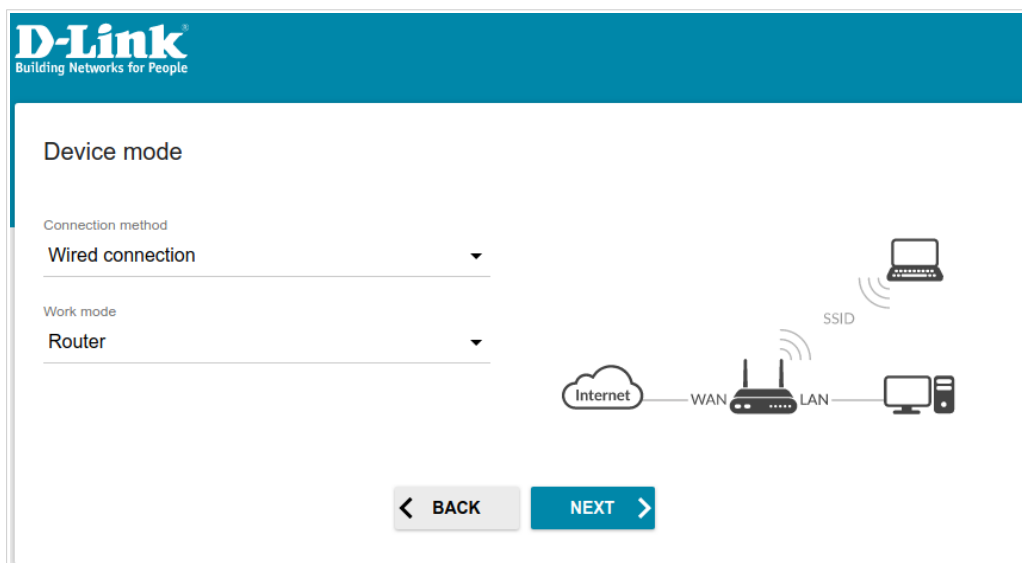 D-Link®
Building Networks for People
Device mode
Connection method
Wired connection
Work mode
Router
SSID
Internet
WAN
LAN
BACK
NEXT